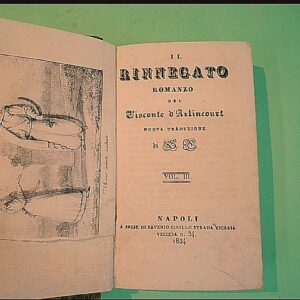 IL
RINNEGATO
ROMANZO
DEL
Visconte d'Arlincourt
NUOVA TRADUZIONE
di
VOL. III.
NAPOLI
A SPESE DI SAVERIO CIRILLO STRADA VICARIA
VECCHIA N. 34.
1834